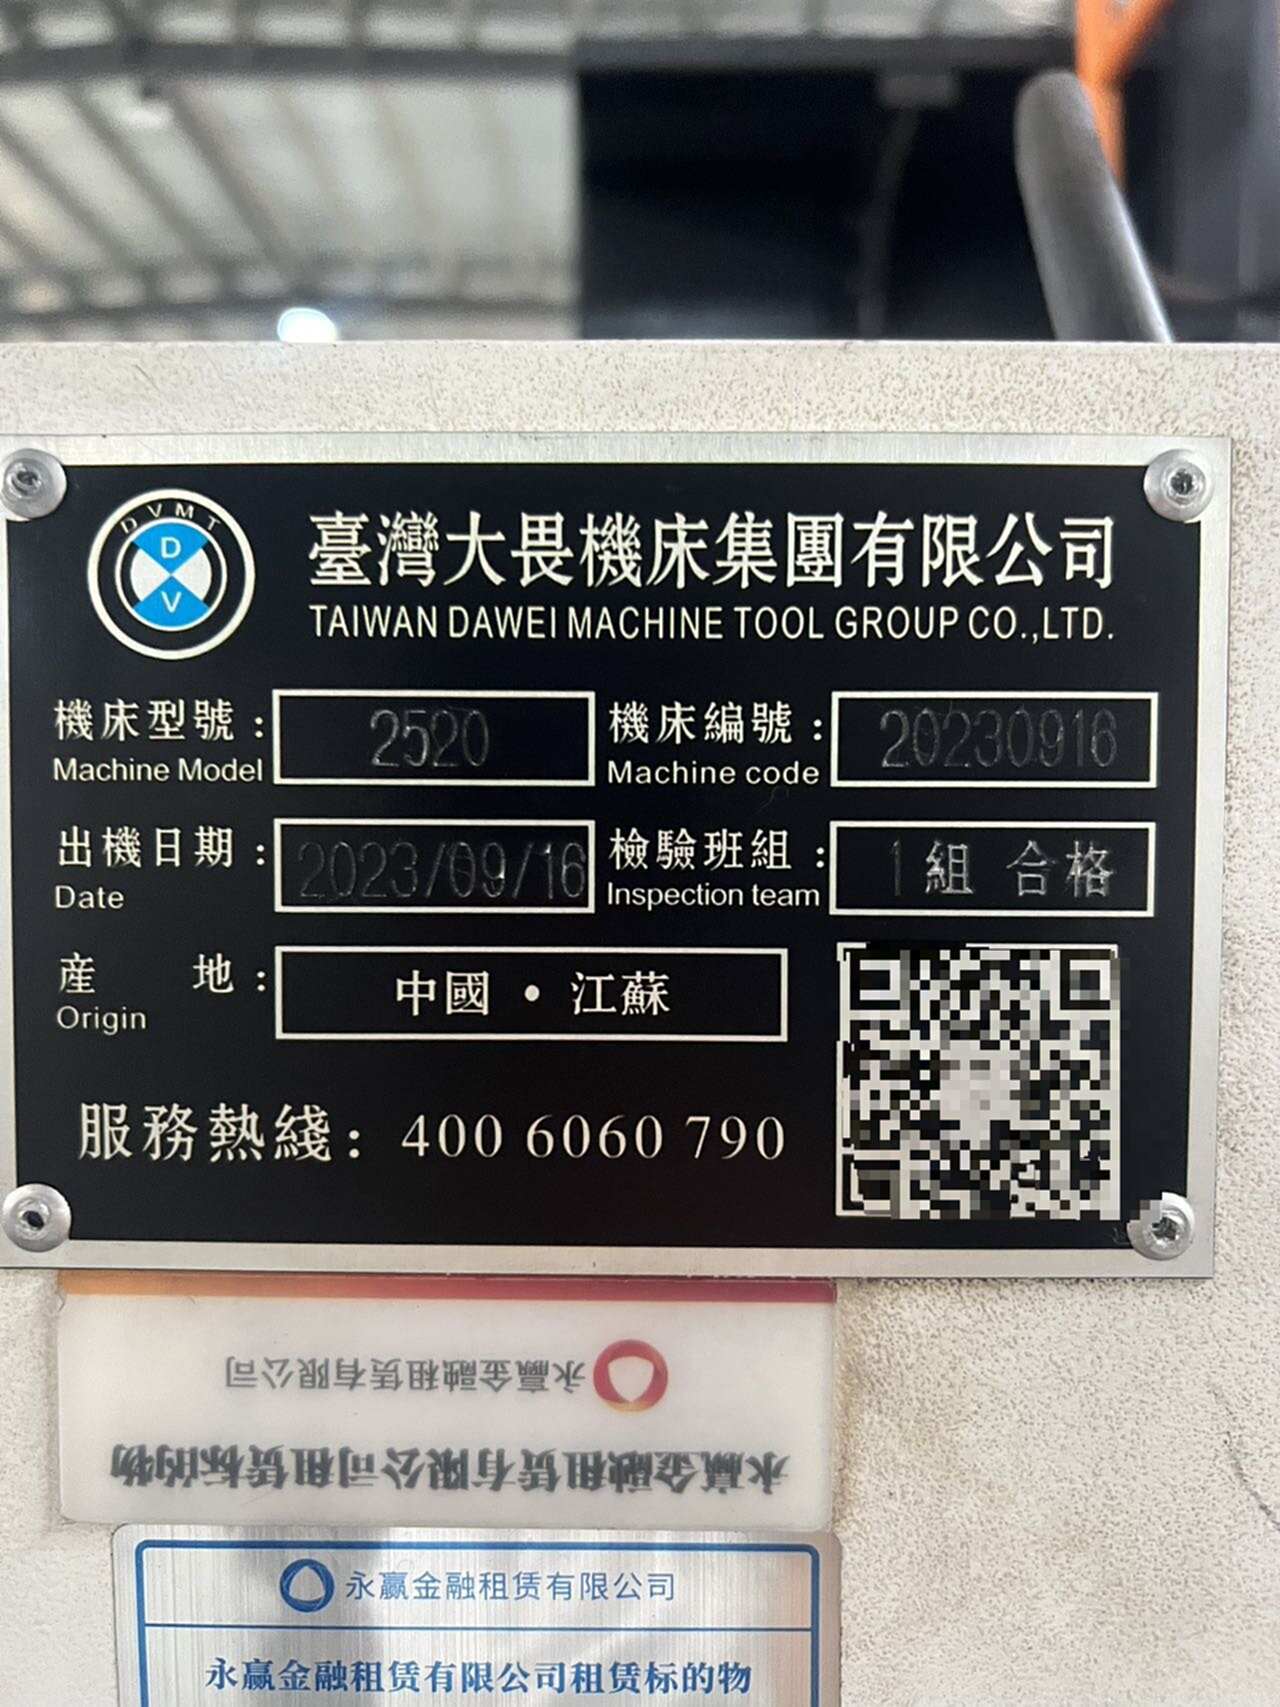 DVMT
D
V
臺灣大畏機床集團有限公司
TAIWAN DAWEI MACHINE TOOL GROUP CO.,LTD.
機床型號：2520 機床編號：20230916
Machine Model Machine code
出機日期：2023/09/16 檢驗班組：1組 合格
Date Inspection team
産 地：中國·江蘇
Origin
服務熱綫：400 6060 790
永赢金融租赁有限公司
永赢金融租赁有限公司租赁标的物
永赢金融租赁有限公司
永赢金融租赁有限公司租赁标的物